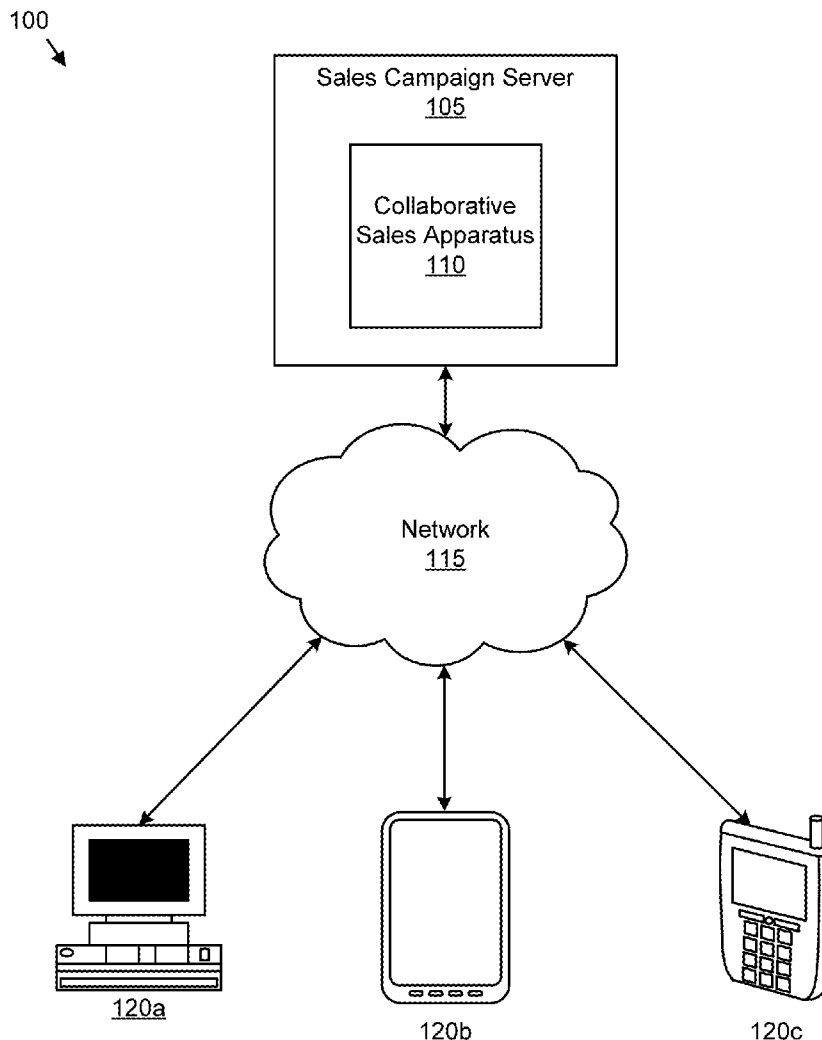 100
Sales Campaign Server
105
Collaborative
Sales Apparatus
110
Network
115
120a
120b
120c